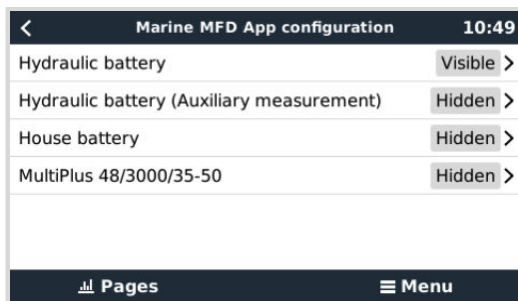 Marine MFD App configuration 10:49
Hydraulic battery Visible
Hydraulic battery (Auxiliary measurement) Hidden
House battery Hidden
MultiPlus 48/3000/35-50 Hidden
Pages Menu